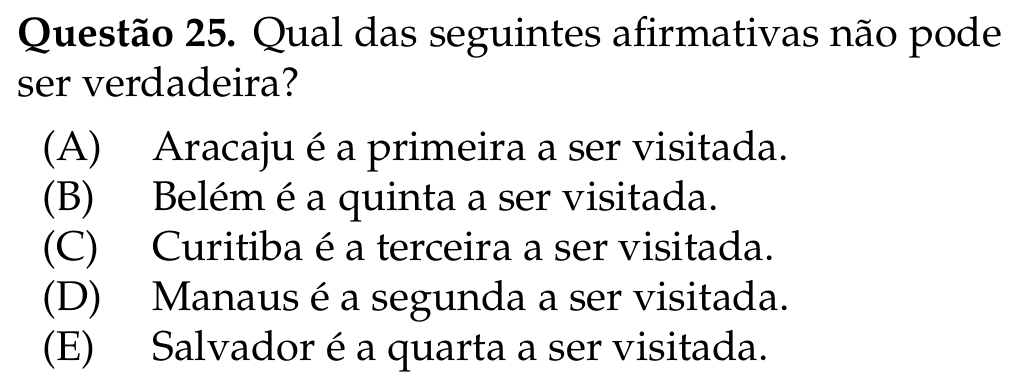 Questão 25. Qual das seguintes afirmativas não pode
ser verdadeira?
(A) Aracaju é a primeira a ser visitada.
(B) Belém é a quinta a ser visitada.
(C) Curitiba é a terceira a ser visitada.
(D) Manaus é a segunda a ser visitada.
(E) Salvador é a quarta a ser visitada.